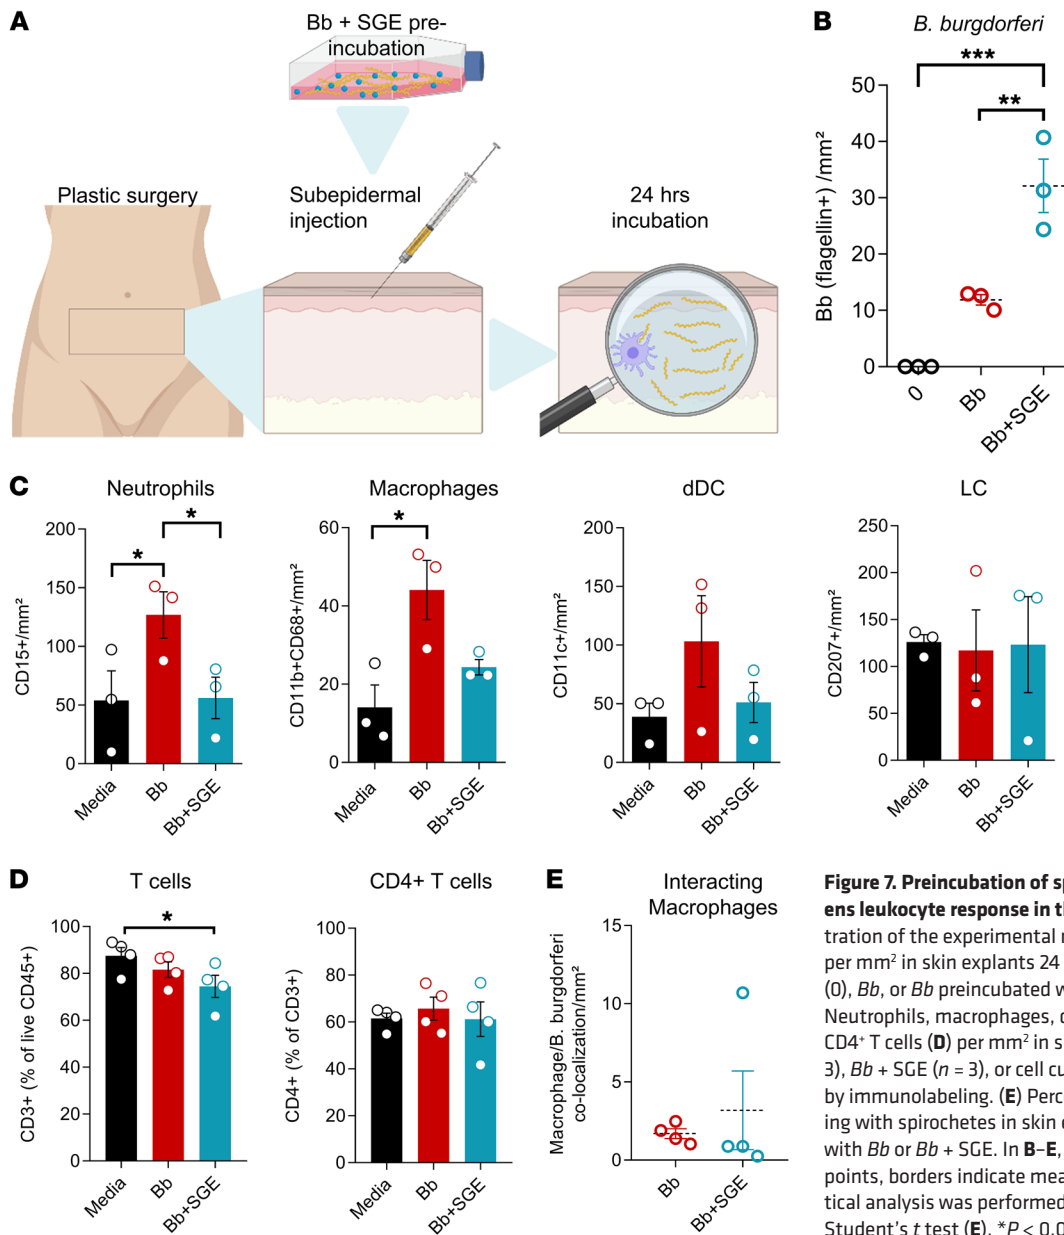 A
Bb + SGE pre-
incubation
Plastic surgery
Subepidermal
injection
24 hrs
incubation
B
B. burgdorferi
***
**
Bb (flagellin+) /mm²
50
40
30
20
10
0
0
Bb
Bb+SGE
C
Neutrophils
*
*
CD15+/mm²
200
150
100
50
0
Media
Bb
Bb+SGE
Macrophages
*
CD11b+CD68+/mm²
60
40
20
0
Media
Bb
Bb+SGE
dDC
CD11c+/mm²
200
150
100
50
0
Media
Bb
Bb+SGE
LC
CD207+/mm²
250
200
150
100
50
0
Media
Bb
Bb+SGE
D
T cells
*
CD3+ (% of live CD45+)
100
80
60
40
20
0
Media
Bb
Bb+SGE
CD4+ T cells
CD4+ (% of CD3+)
100
80
60
40
20
0
Media
Bb
Bb+SGE
E
Interacting
Macrophages
Macrophage/B. burgdorferi
co-localization/mm²
15
10
5
0
Bb
Bb+SGE
Figure 7. Preincubation of
ens leukocyte response in
tration of the experimental
per mm² in skin explants 24
(0), Bb, or Bb preincubated
Neutrophils, macrophages,
CD4⁺ T cells (D) per mm² in
3), Bb + SGE (n = 3), or cell
by immunolabeling. (E)
ing with spirochetes in skin
with Bb or Bb + SGE. In B–E,
points, borders indicate
tical analysis was performed
Student's t test (E). *P < 0.0